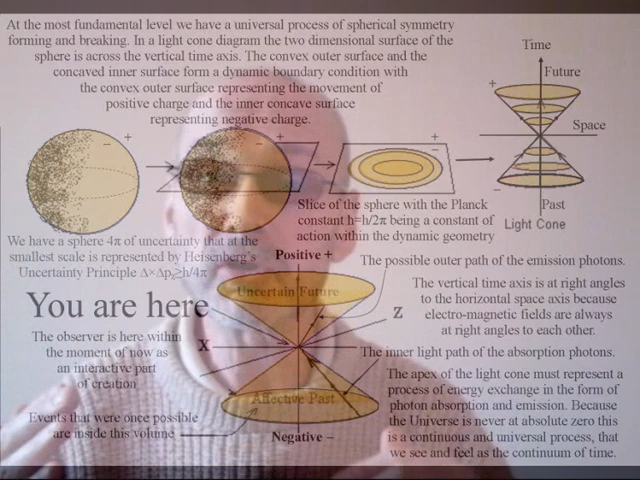 At the most fundamental level we have a universal process of spherical symmetry
forming and breaking. In a light cone diagram the two dimensional surface of the
sphere is across the vertical time axis. The convex outer surface and the
concaved inner surface form a dynamic boundary condition with
the convex outer surface representing the movement of
positive charge and the inner concave surface
representing negative charge.
Time
+
Future
Space
−
Past
Light Cone
− +
+
−
+
−
Slice of the sphere with the Planck
constant h=h/2π being a constant of
action within the dynamic geometry
We have a sphere 4π of uncertainty that at the
smallest scale is represented by Heisenberg's
Uncertainty Principle Δ×Δpᵪ≥h/4π
Positive +
The possible outer path of the emission photons.
Uncertain Future
The vertical time axis is at right angles
to the horizontal space axis because
electro-magnetic fields are always
at right angles to each other.
You are here
Z
X
The observer is here within
the moment of now as
an interactive part
of creation
The inner light path of the absorption photons.
The apex of the light cone must represent a
process of energy exchange in the form of
photon absorption and emission. Because
the Universe is never at absolute zero this
is a continuous and universal process, that
we see and feel as the continuum of time.
Affective Past
Events that were once possible
are inside this volume
Negative −